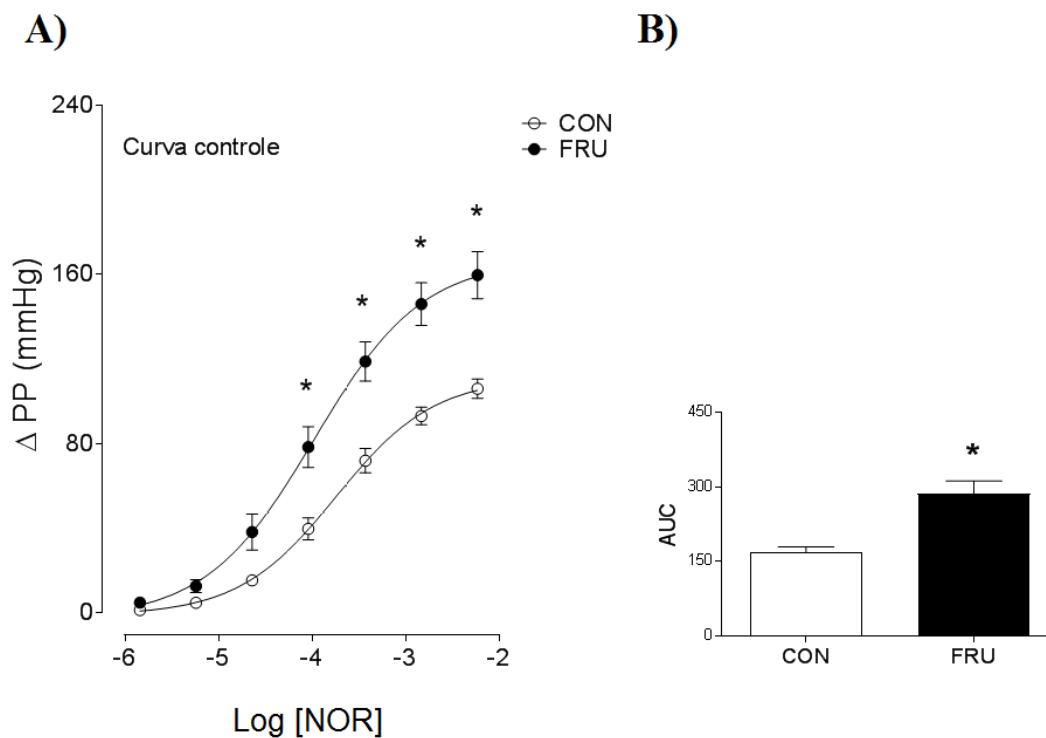 A)
B)
240
Curva controle
CON
FRU
*
*
*
*
160
80
0
Δ PP (mmHg)
-6 -5 -4 -3 -2
Log [NOR]
450
300
150
0
AUC
*
CON FRU